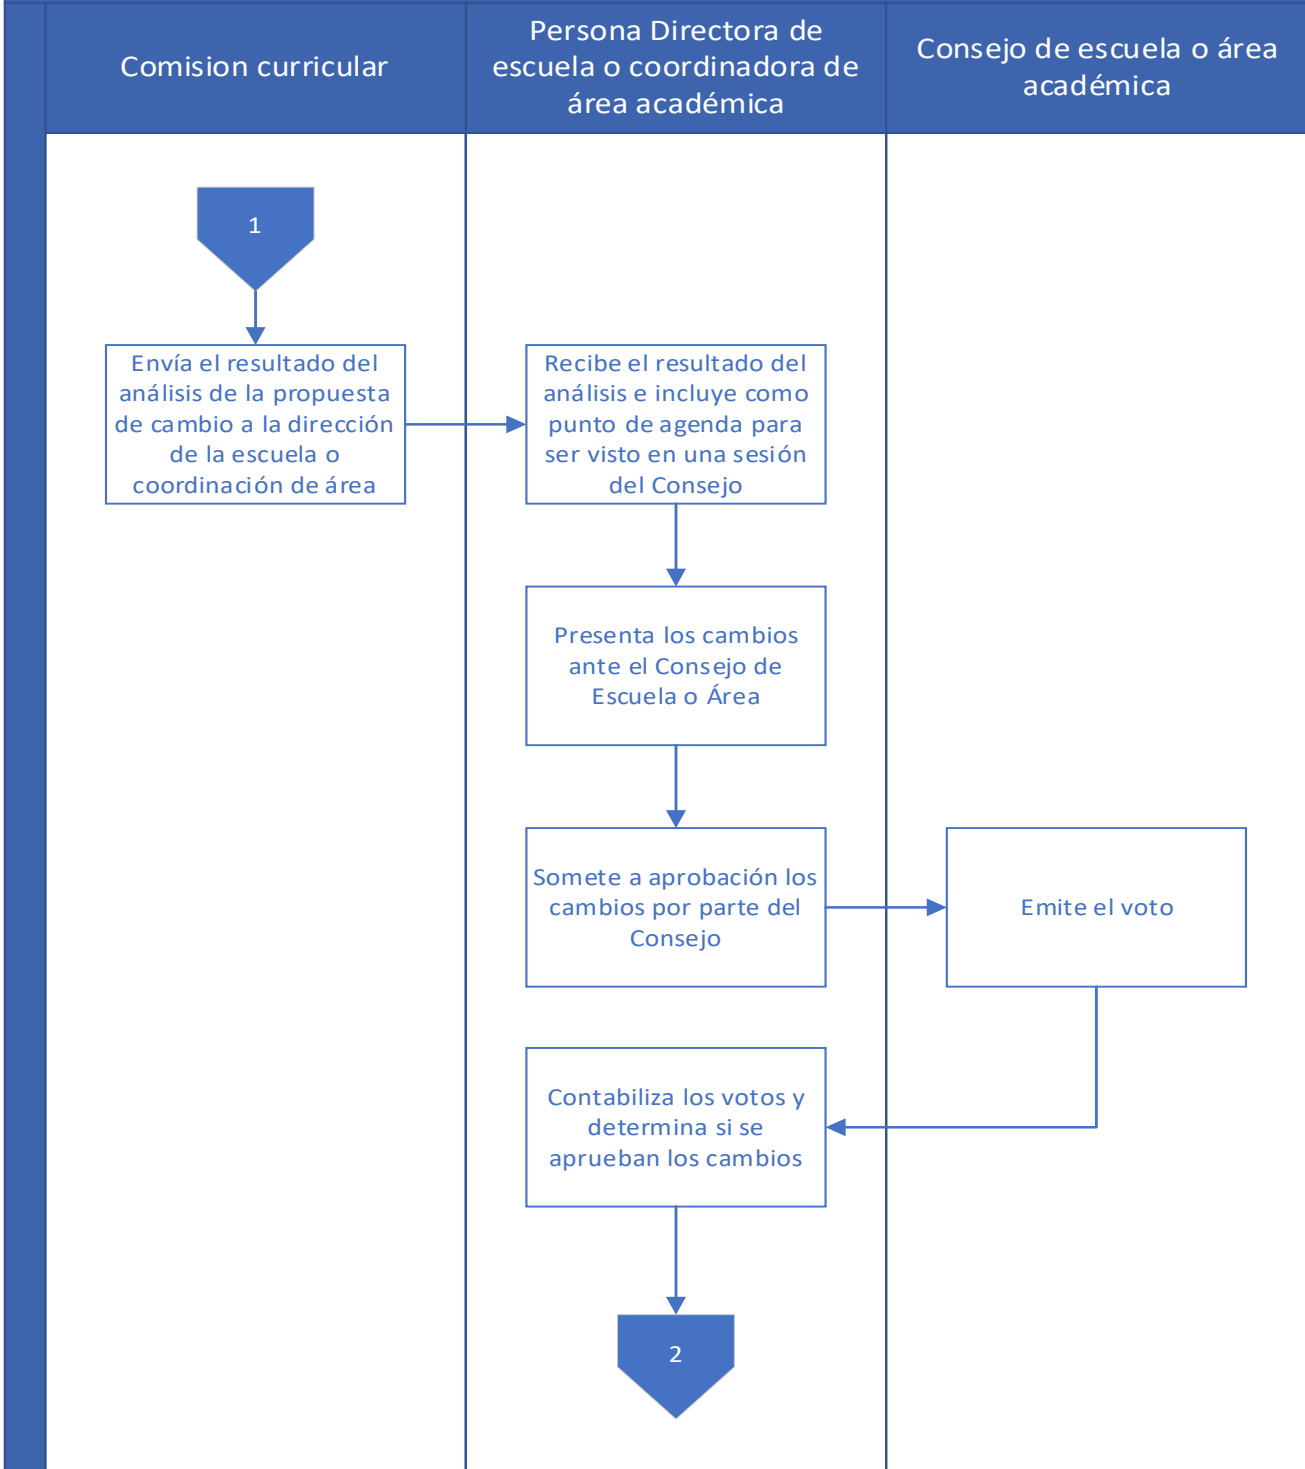 Comision curricular
Persona Directora de
escuela o coordinadora de
área académica
Consejo de escuela o área
académica
1
Envía el resultado del
análisis de la propuesta
de cambio a la dirección
de la escuela o
coordinación de área
Recibe el resultado del
análisis e incluye como
punto de agenda para
ser visto en una sesión
del Consejo
Presenta los cambios
ante el Consejo de
Escuela o Área
Somete a aprobación los
cambios por parte del
Consejo
Emite el voto
Contabiliza los votos y
determina si se
aprueban los cambios
2